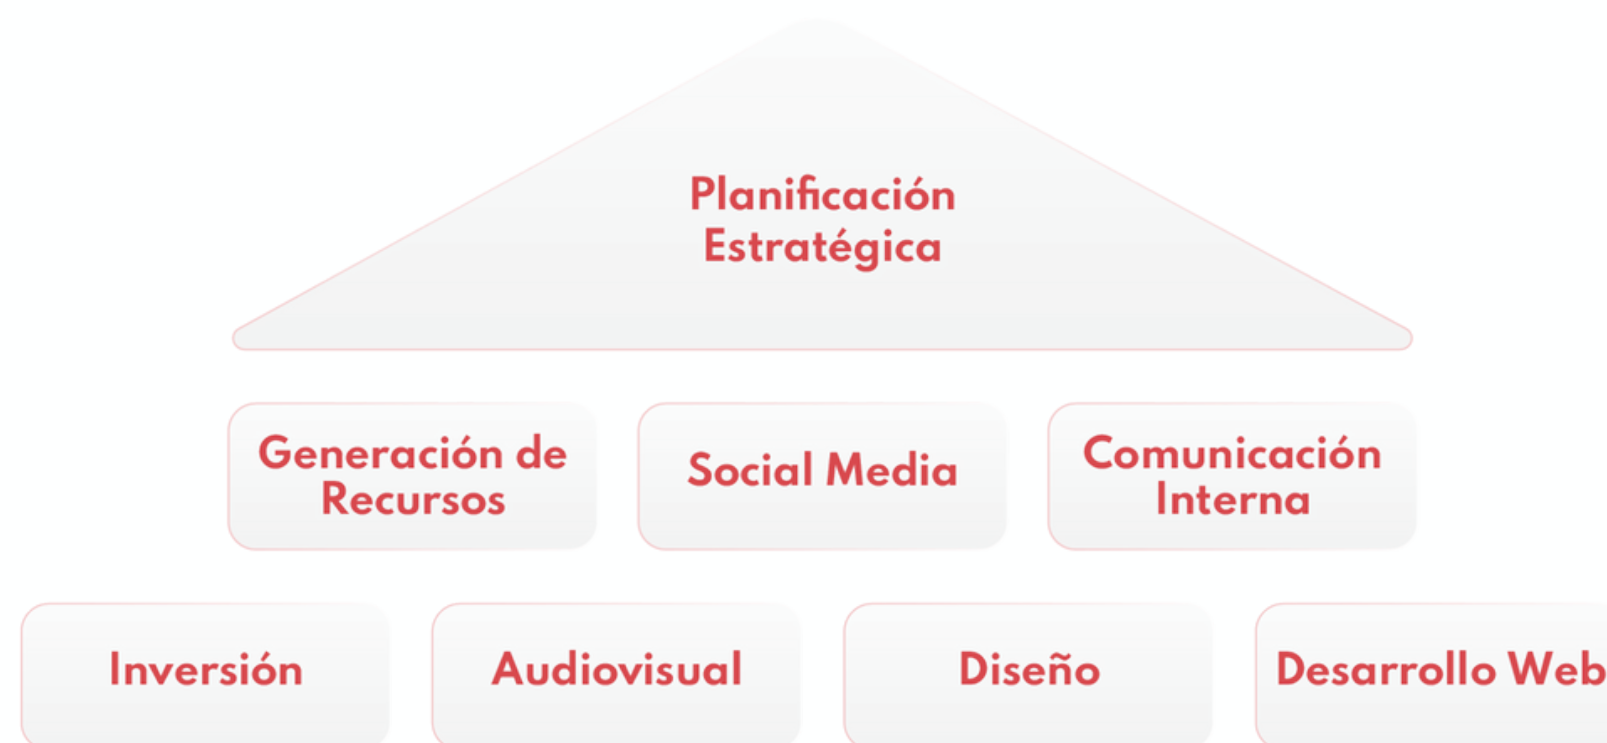 Planificación
Estratégica
Generación de
Recursos
Social Media
Comunicación
Interna
Inversión
Audiovisual
Diseño
Desarrollo Web